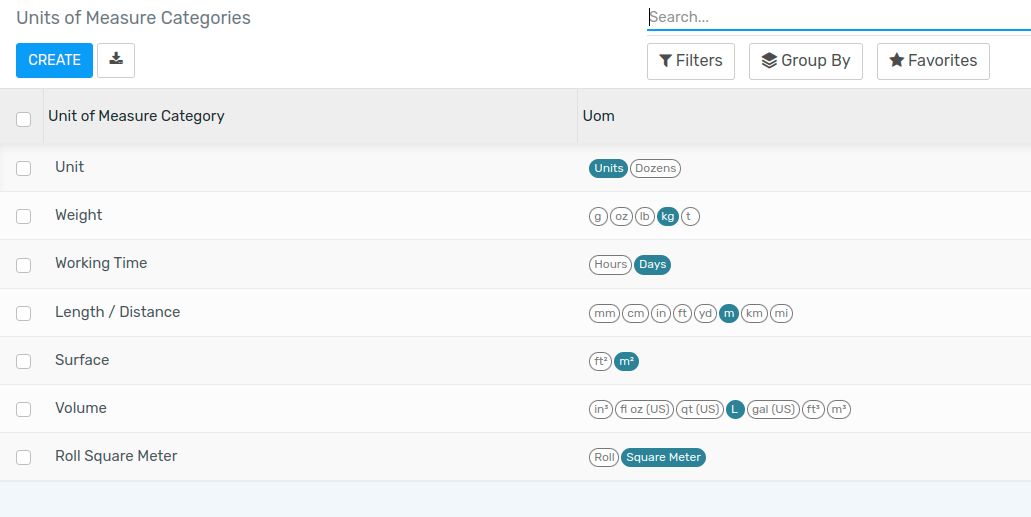 Units of Measure Categories
Search...
CREATE
Filters Group By Favorites
Unit of Measure Category Uom
Unit Units Dozens
Weight g oz lb kg t
Working Time Hours Days
Length / Distance mm cm in ft yd m km mi
Surface ft² m²
Volume in³ fl oz (US) qt (US) L gal (US) ft³ m³
Roll Square Meter Roll Square Meter